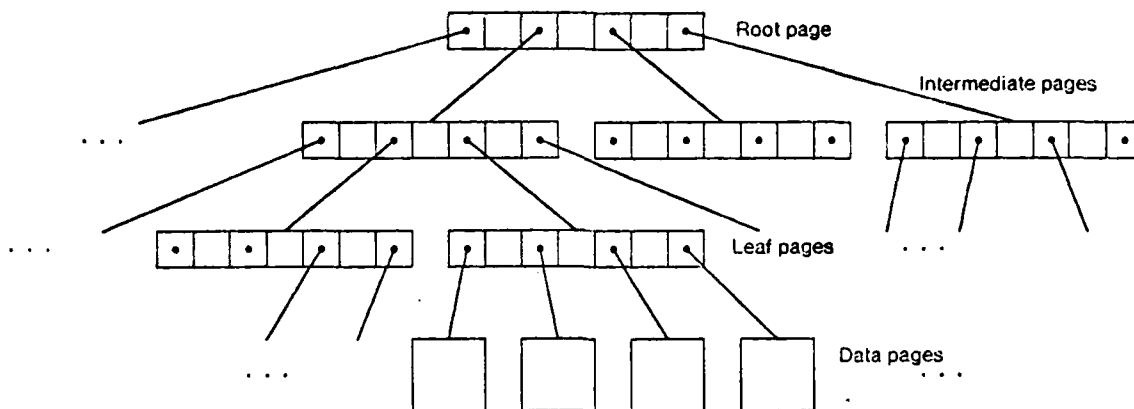 Root page
Intermediate pages
. . .
. . .
Leaf pages
. . .
Data pages
. . .
. . .